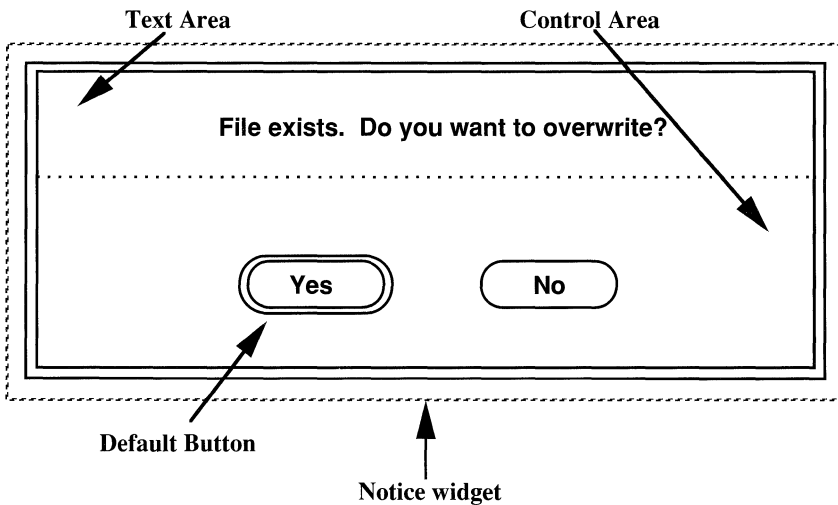 Text Area
Control Area
File exists. Do you want to overwrite?
Yes
No
Default Button
Notice widget